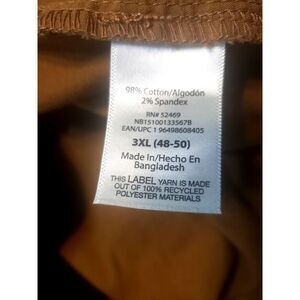 98% Cotton/Algodón
2% Spandex
RN# 52469
NB15100133567B
EAN/UPC 1 96498608405
3XL (48-50)
Made In/Hecho En
Bangladesh
THIS LABEL YARN IS MADE
OUT OF 100% RECYCLED
POLYESTER MATERIALS